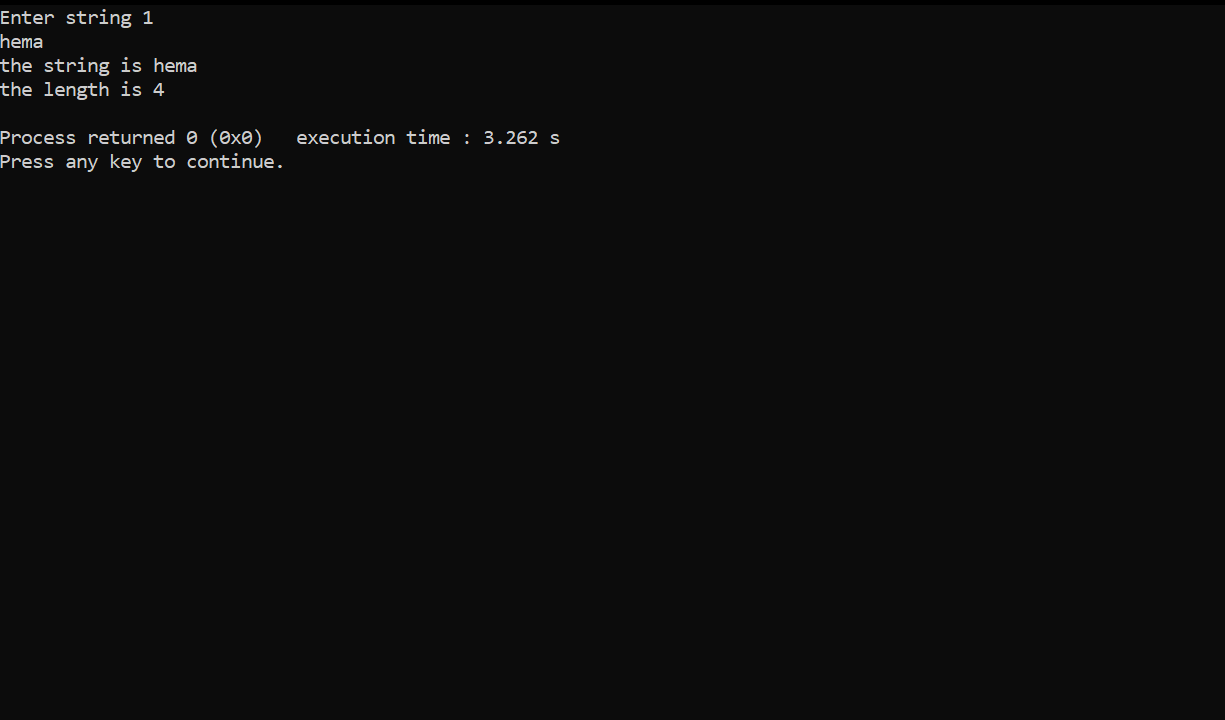 Enter string 1
hema
the string is hema
the length is 4
Process returned 0 (0x0)   execution time : 3.262 s
Press any key to continue.